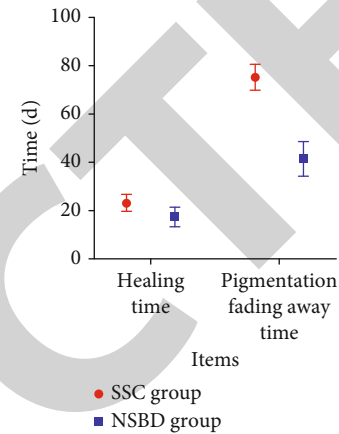 100
80
60
40
20
0
Time (d)
Healing
time
Pigmentation
fading away
time
Items
SSC group
NSBD group